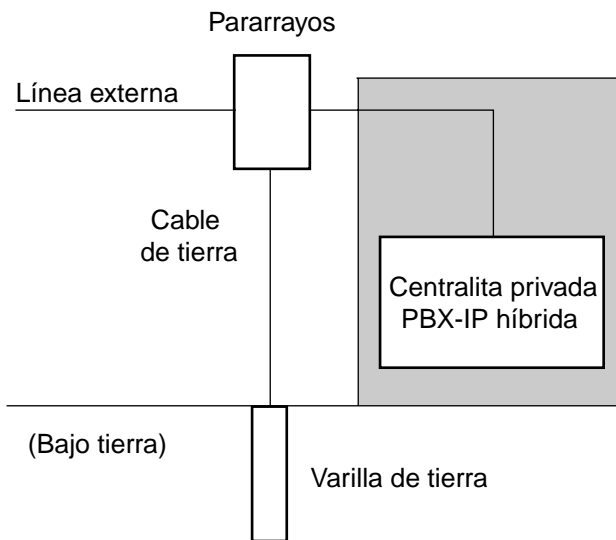 Pararrayos
Línea externa
Cable
de tierra
Centralita privada
PBX-IP híbrida
(Bajo tierra)
Varilla de tierra